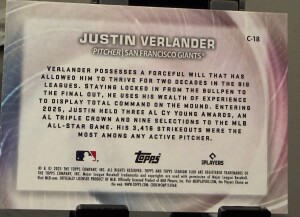 JUSTIN VERLANDER
C-18
PITCHER | SAN FRANCISCO GIANTS®
VERLANDER POSSESSES A FORCEFUL WILL THAT HAS
ALLOWED HIM TO THRIVE FOR TWO DECADES IN THE BIG
LEAGUES. STAYING LOCKED IN FROM THE BULLPEN TO
THE FINAL OUT, HE USES HIS WEALTH OF EXPERIENCE
TO DISPLAY TOTAL COMMAND ON THE MOUND. ENTERING
2025, JUSTIN HELD THREE AL CY YOUNG AWARDS, AN
AL TRIPLE CROWN AND NINE SELECTIONS TO THE MLB
ALL-STAR GAME. HIS 3,416 STRIKEOUTS WERE THE
MOST AMONG ANY ACTIVE PITCHER.
Topps
PLAYERS